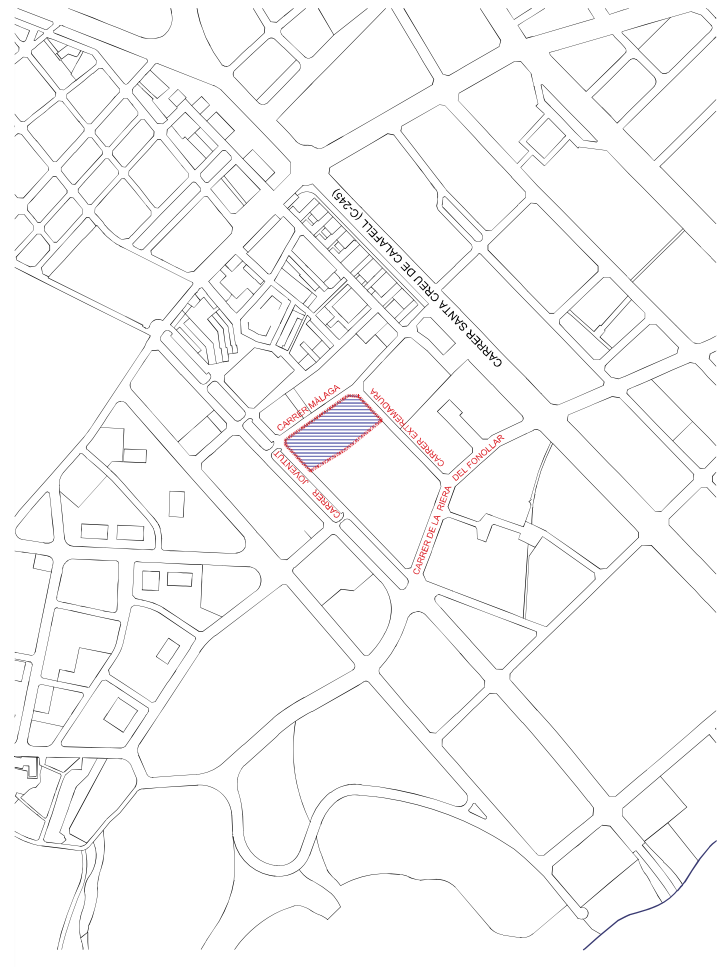 CARRER SANTA CREU DE CALAFELL (C-245)
CARRER MÀLAGA
CARRER EXTREMADURA
CARRER JOVENTUT
CARRER DE LA RIERA DEL FONOLLAR